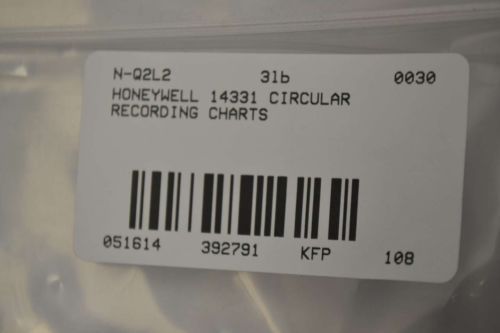 N-Q2L2 3lb 0030
HONEYWELL 14331 CIRCULAR
RECORDING CHARTS
051614 392791 KFP 108